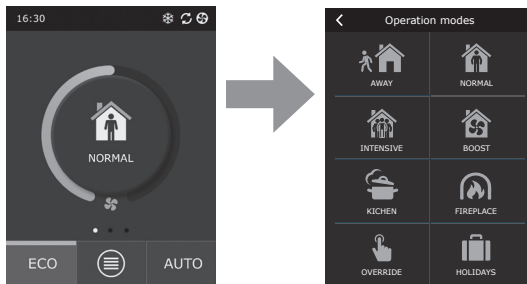 16:30
NORMAL
ECO
AUTO
Operation modes
AWAY
NORMAL
INTENSIVE
BOOST
KICHEN
FIREPLACE
OVERRIDE
HOLIDAYS